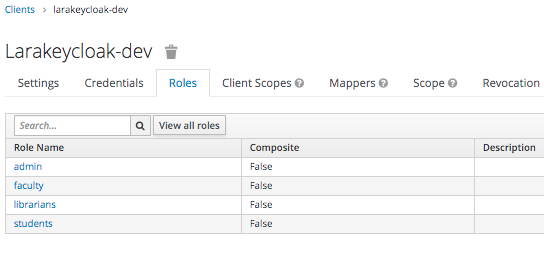 Clients > larakeycloak-dev
Larakeycloak-dev
Settings Credentials Roles Client Scopes Mappers Scope Revocation
Search... View all roles
Role Name Composite Description
admin False
faculty False
librarians False
students False